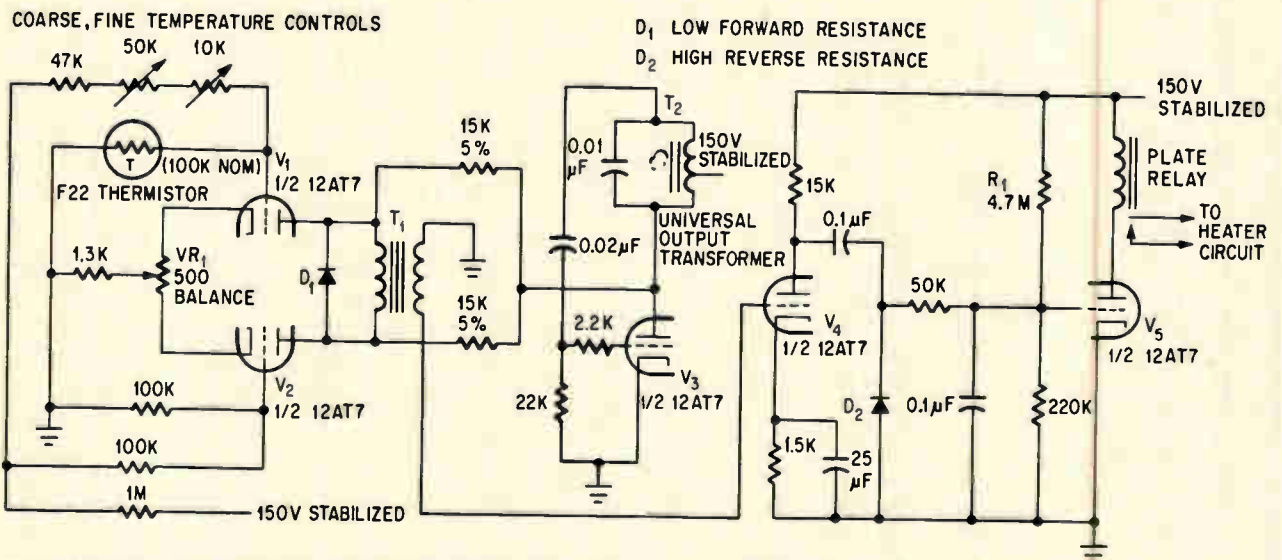 COARSE, FINE TEMPERATURE CONTROLS
47K
50K
10K
T
(100K NOM)
F22 THERMISTOR
V1
1/2 12AT7
1.3K
VR1
500
BALANCE
V2
1/2 12AT7
100K
100K
1M
150V STABILIZED
D1
T1
15K
5%
15K
5%
D1 LOW FORWARD RESISTANCE
D2 HIGH REVERSE RESISTANCE
T2
0.01
µF
150V
STABILIZED
UNIVERSAL
OUTPUT
TRANSFORMER
0.02µF
2.2K
22K
V3
1/2 12AT7
15K
0.1µF
V4
1/2 12AT7
1.5K
25
µF
D2
50K
0.1µF
R1
4.7M
220K
150V
STABILIZED
PLATE
RELAY
TO
HEATER
CIRCUIT
V5
1/2 12AT7